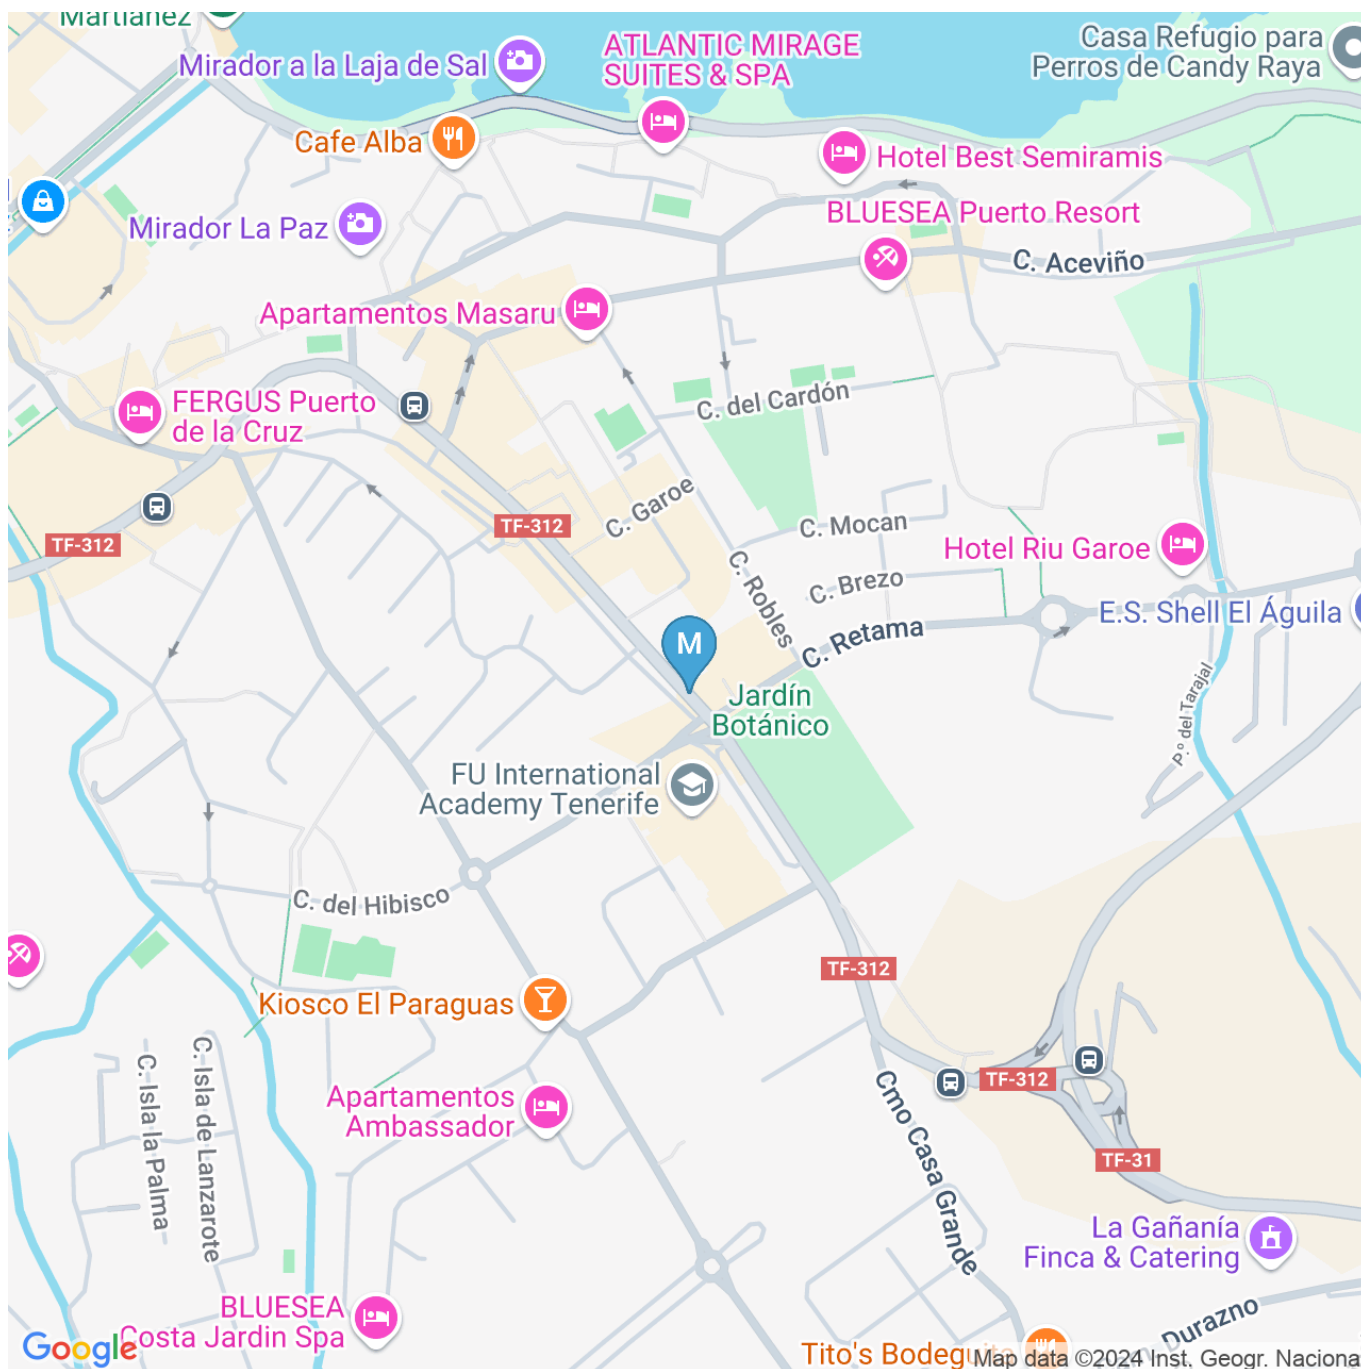 Martiánez
Mirador a la Laja de Sal
ATLANTIC MIRAGE
SUITES & SPA
Casa Refugio para
Perros de Candy Raya
Cafe Alba
Hotel Best Semiramis
Mirador La Paz
BLUESEA Puerto Resort
C. Aceviño
Apartamentos Masaru
FERGUS Puerto
de la Cruz
C. del Cardón
C. Garoe
TF-312
TF-312
C. Mocan
Hotel Riu Garoe
C. Robles
C. Brezo
E.S. Shell El Águila
C. Retama
M
Jardín
Botánico
P.º del Tarajal
FU International
Academy Tenerife
C. del Hibisco
TF-312
Kiosco El Paraguas
C. Isla la Palma
C. Isla de Lanzarote
TF-312
Apartamentos
Ambassador
Cmo Casa Grande
TF-31
La Gañanía
Finca & Catering
BLUESEA
Costa Jardin Spa
Durazno
Google
Tito's Bodeguita
Map data ©2024 Inst. Geogr. Naciona